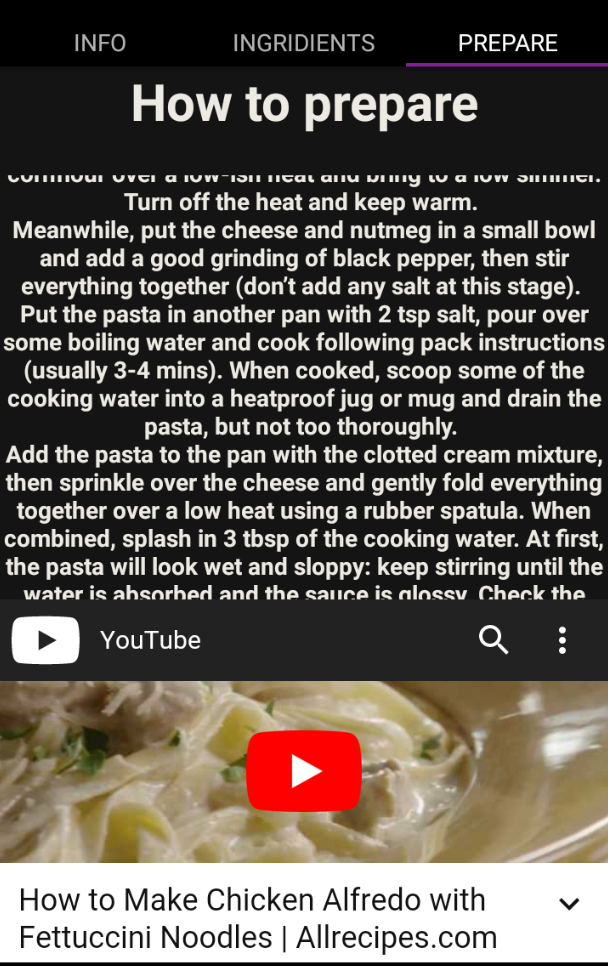 INFO
INGRIDIENTS
PREPARE
How to prepare
cornflour over a low-ish heat and bring to a low simmer.
Turn off the heat and keep warm.
Meanwhile, put the cheese and nutmeg in a small bowl
and add a good grinding of black pepper, then stir
everything together (don’t add any salt at this stage).
Put the pasta in another pan with 2 tsp salt, pour over
some boiling water and cook following pack instructions
(usually 3-4 mins). When cooked, scoop some of the
cooking water into a heatproof jug or mug and drain the
pasta, but not too thoroughly.
Add the pasta to the pan with the clotted cream mixture,
then sprinkle over the cheese and gently fold everything
together over a low heat using a rubber spatula. When
combined, splash in 3 tbsp of the cooking water. At first,
the pasta will look wet and sloppy: keep stirring until the
water is absorbed and the sauce is glossy. Check the
YouTube
How to Make Chicken Alfredo with
Fettuccini Noodles | Allrecipes.com